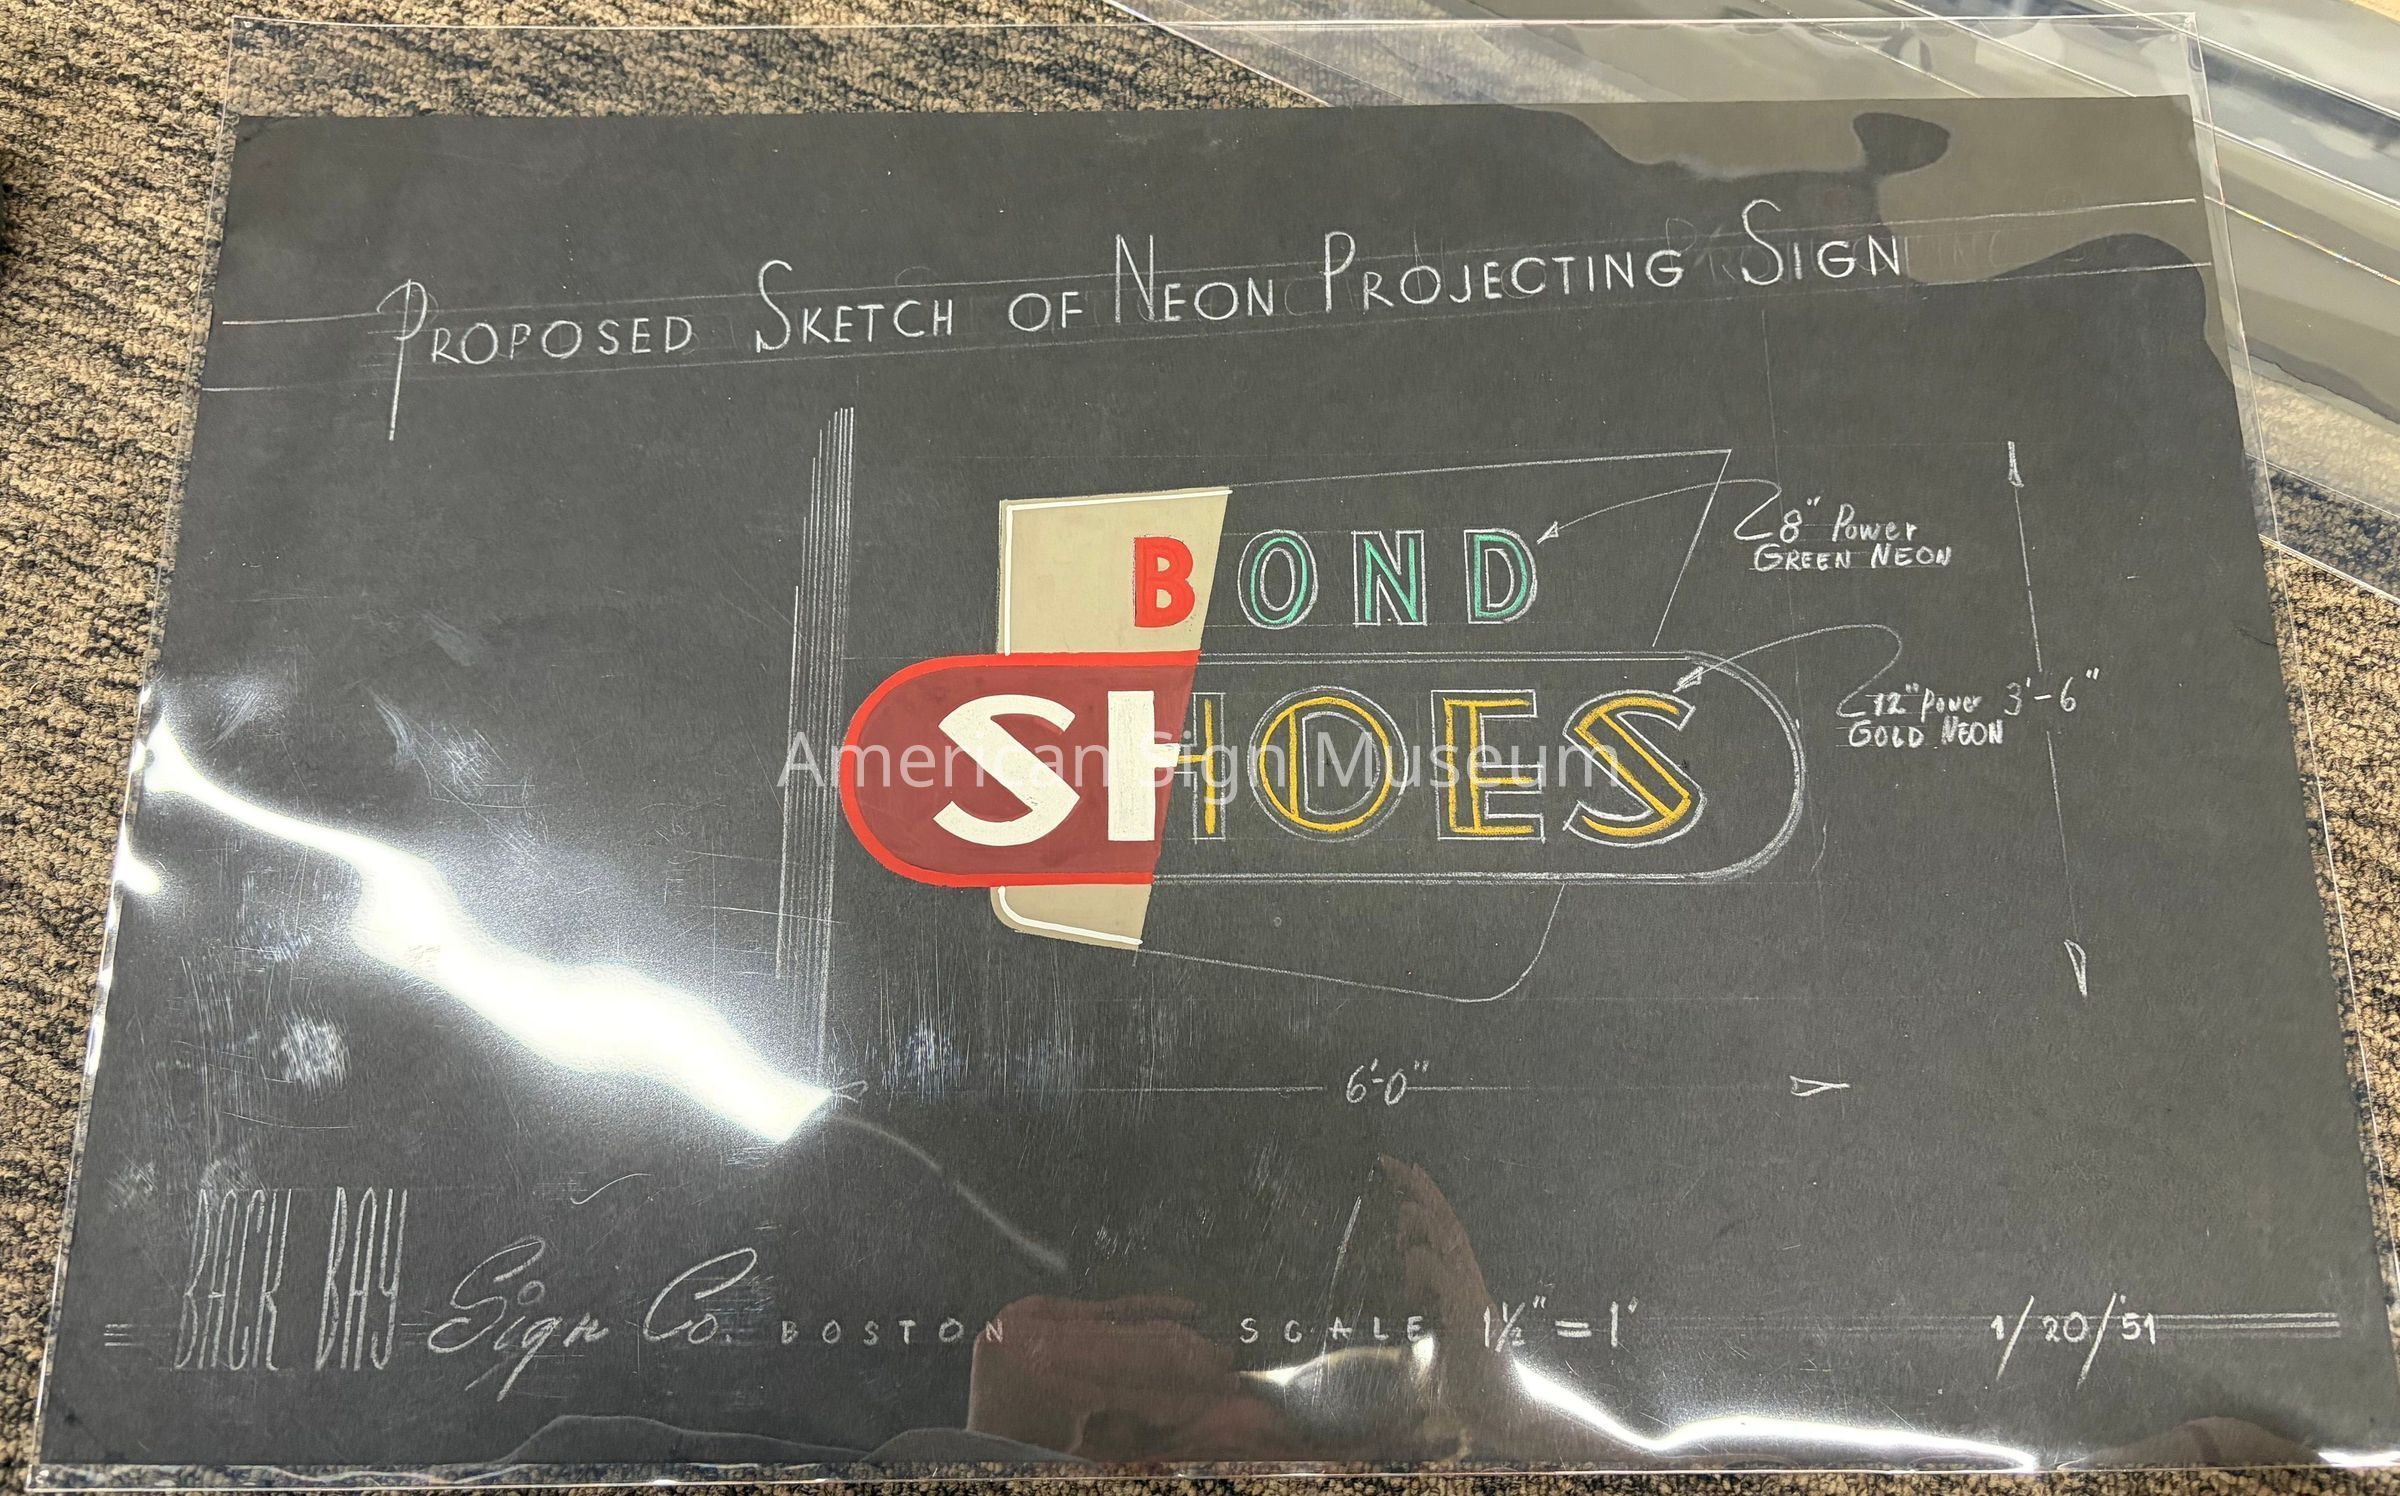 PROPOSED SKETCH OF NEON PROJECTING SIGN
BOND
8" Power
GREEN NEON
SHOES
12" Power
GOLD NEON
3'-6"
American Sign Museum
6'-0"
BACK BAY Sign Co. BOSTON
SCALE 1½" = 1'
1/20/'51